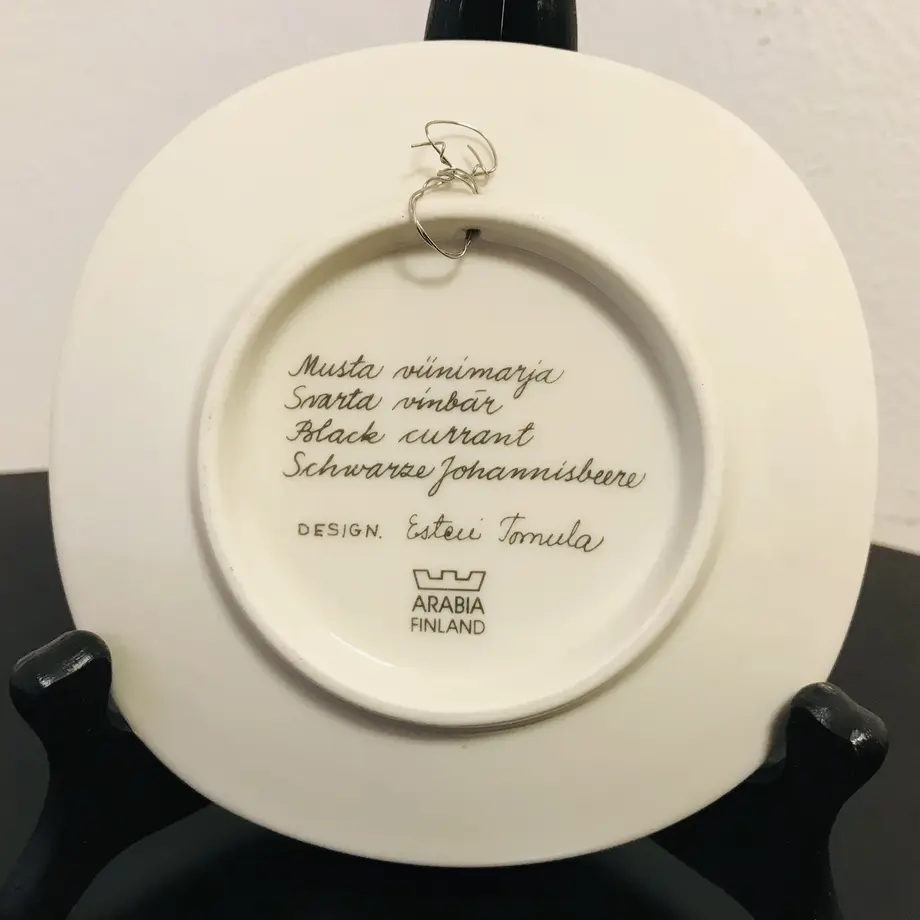 Musta viinimarja
Svarta vinbär
Black currant
Schwarze Johannisbeere
DESIGN. Esteri Tomula
ARABIA
FINLAND